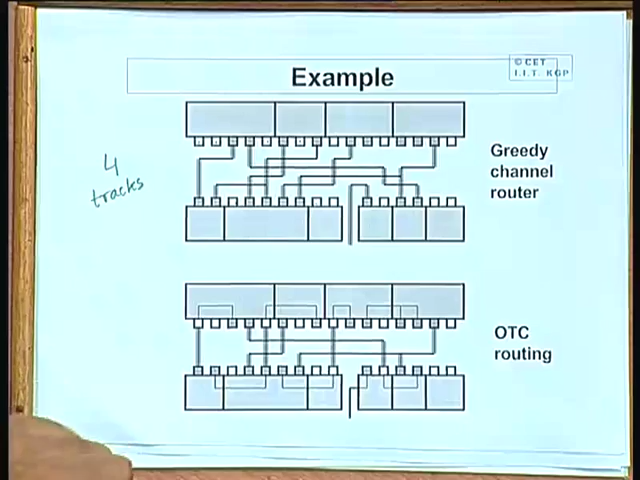 Example
© CET
I.I.T. KGP
4
tracks
Greedy
channel
router
OTC
routing